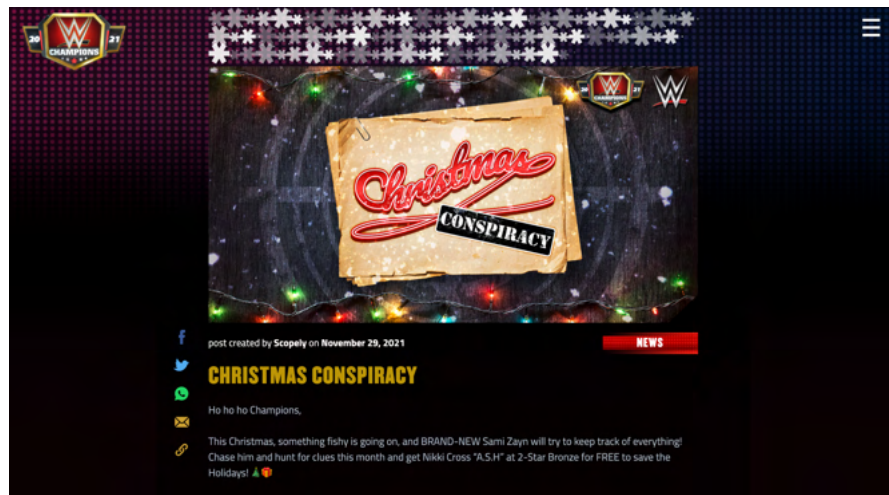 20 W 21
CHAMPIONS
20 W 21
CHAMPIONS
W
Christmas
CONSPIRACY
post created by Scopely on November 29, 2021
NEWS
CHRISTMAS CONSPIRACY
Ho ho ho Champions,
This Christmas, something fishy is going on, and BRAND-NEW Sami Zayn will try to keep track of everything!
Chase him and hunt for clues this month and get Nikki Cross “A.S.H” at 2-Star Bronze for FREE to save the
Holidays! 🎄🎁